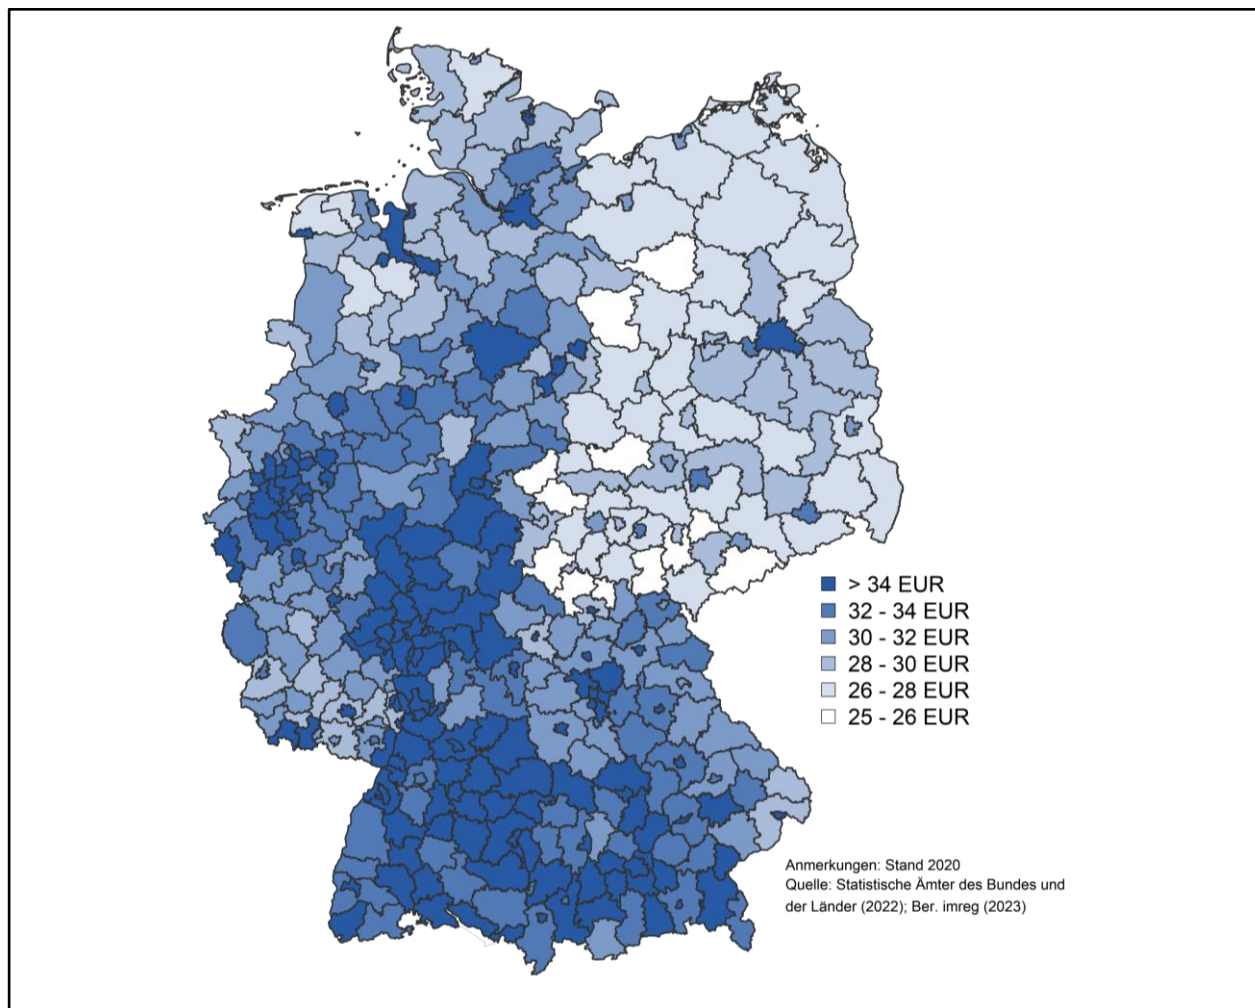 > 34 EUR
32 - 34 EUR
30 - 32 EUR
28 - 30 EUR
26 - 28 EUR
25 - 26 EUR
Anmerkungen: Stand 2020
Quelle: Statistische Ämter des Bundes und
der Länder (2022); Ber. imreg (2023)